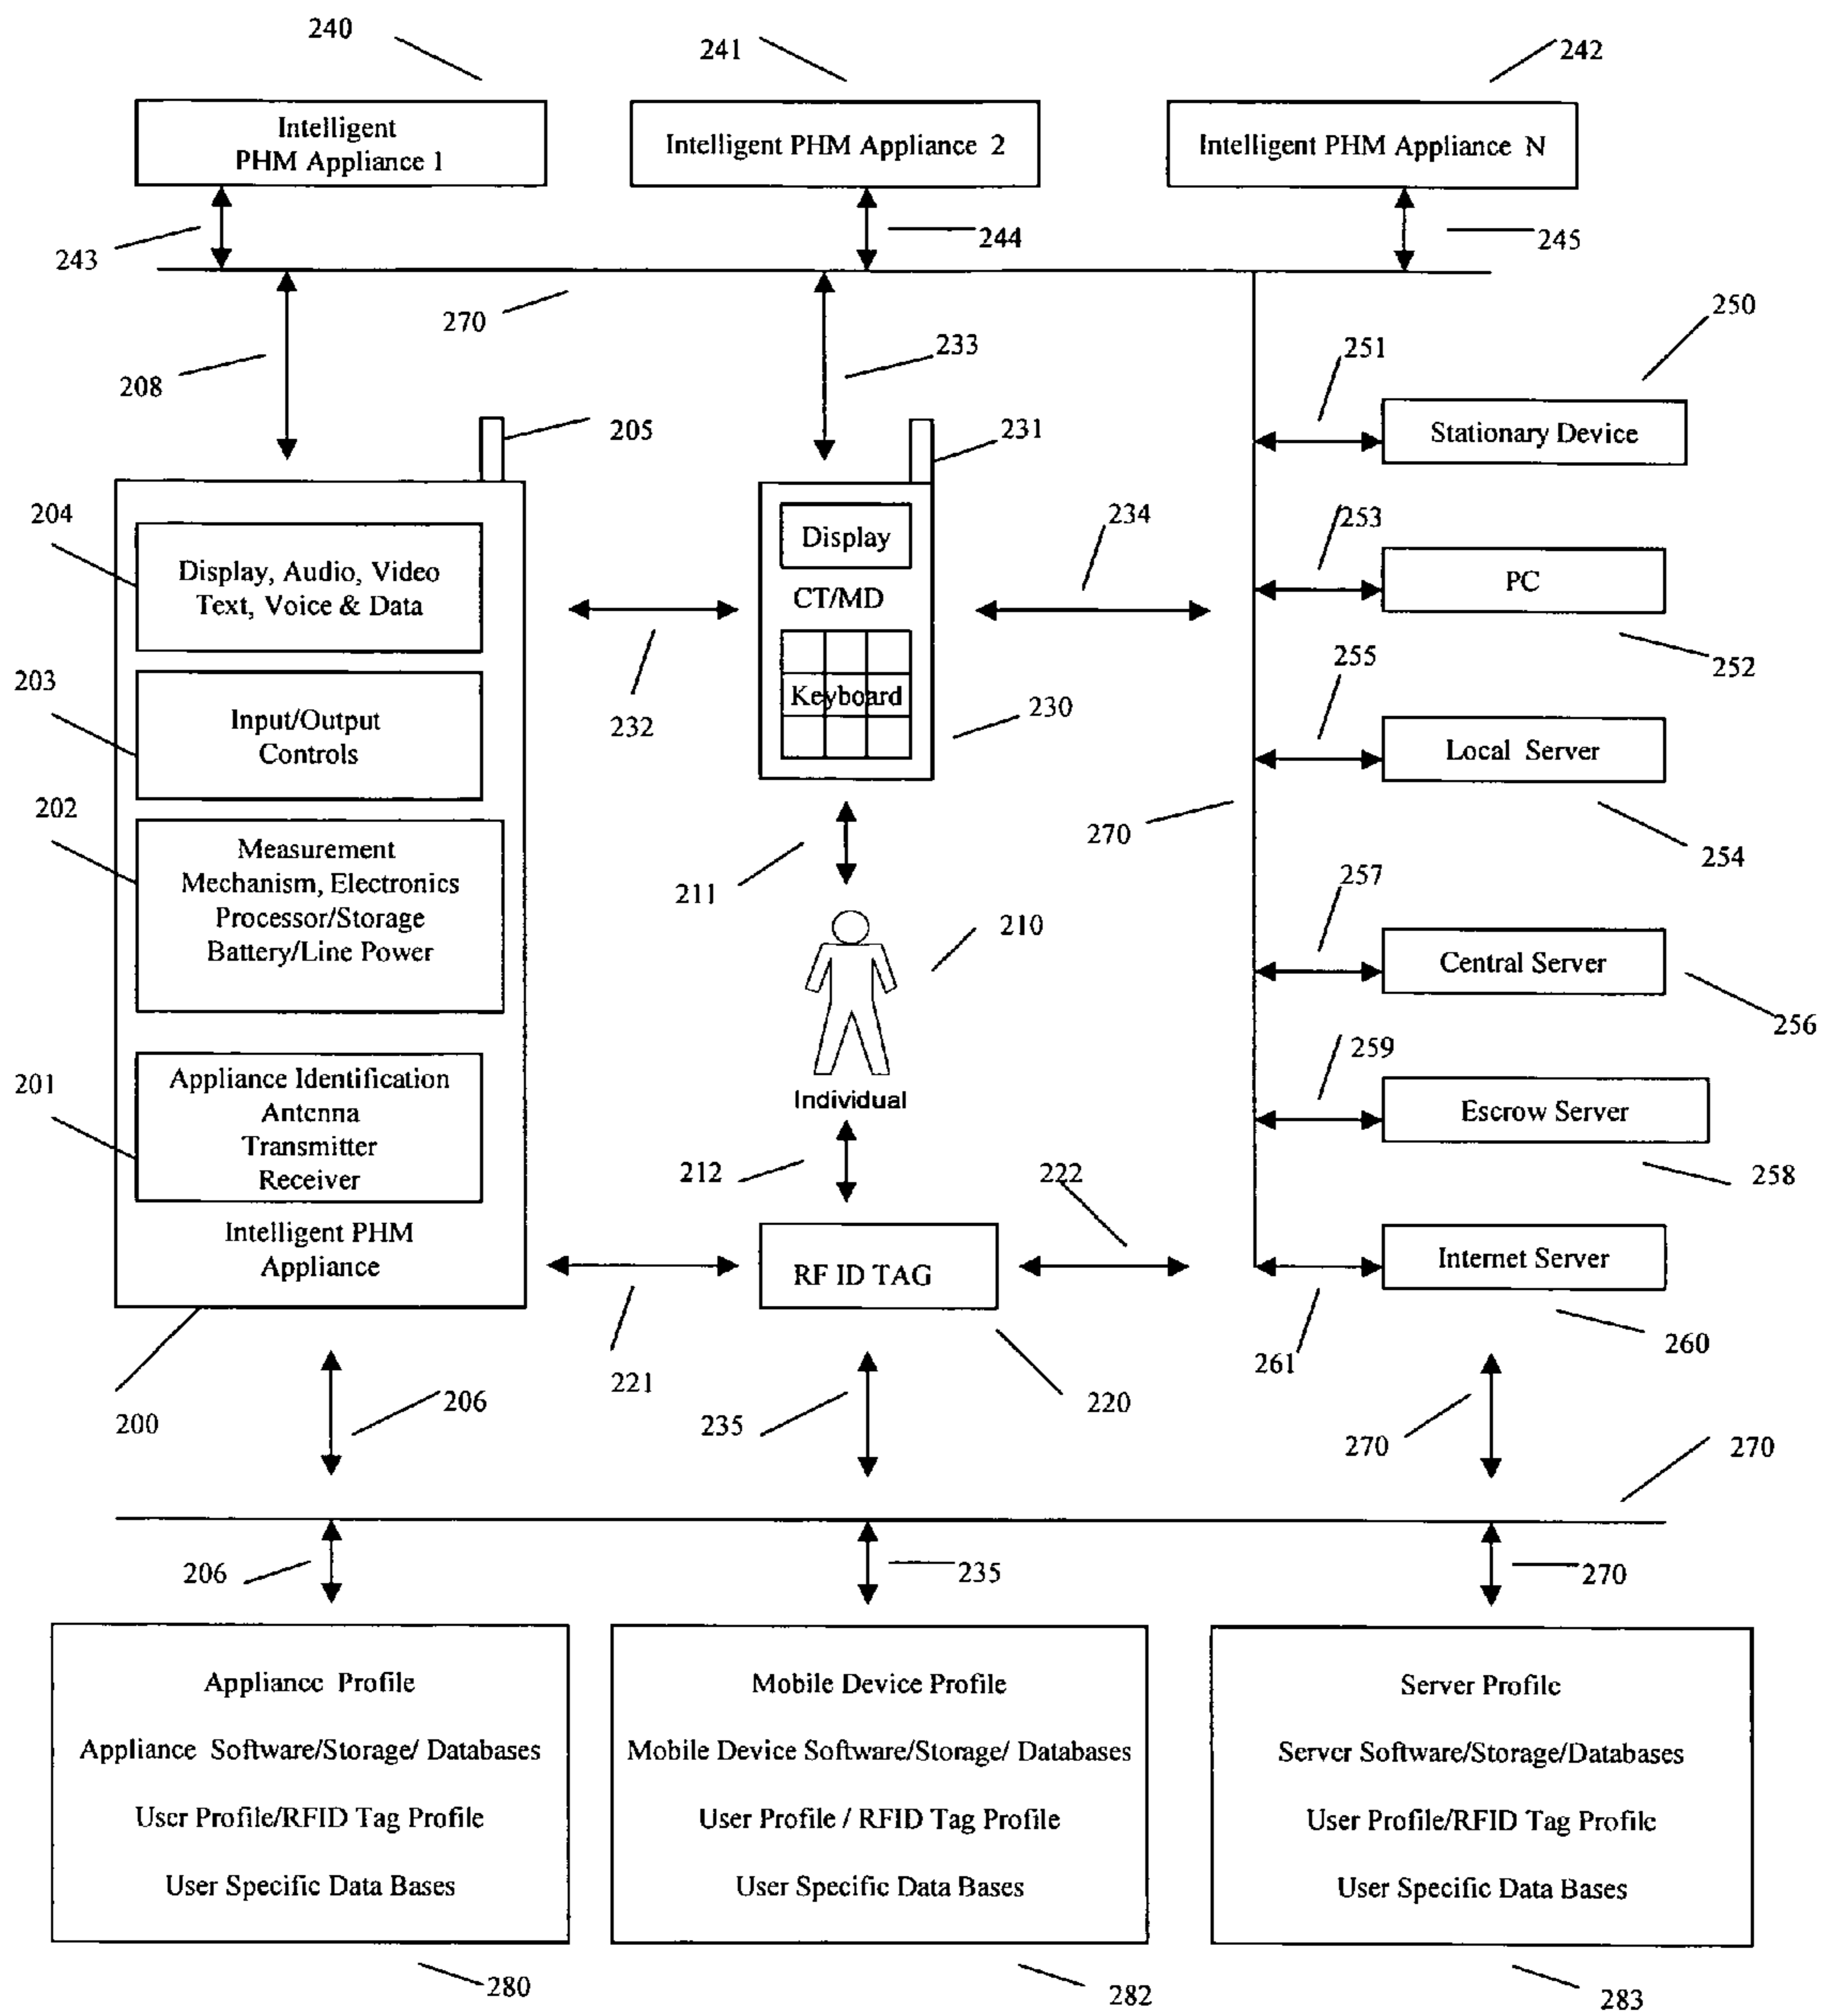 240
241
242
Intelligent
PHM Appliance 1
Intelligent PHM Appliance 2
Intelligent PHM Appliance N
243
244
245
270
208
233
250
251
205
231
204
Display, Audio, Video
Text, Voice & Data
Display
CT/MD
Keyboard
234
Stationary Device
253
PC
252
203
Input/Output
Controls
232
230
255
Local Server
254
202
Measurement
Mechanism, Electronics
Processor/Storage
Battery/Line Power
211
270
257
210
Central Server
256
201
Appliance Identification
Antenna
Transmitter
Receiver
Individual
259
Escrow Server
258
212
222
Intelligent PHM
Appliance
RF ID TAG
Internet Server
260
261
200
206
221
235
220
270
270
206
235
270
Appliance Profile
Appliance Software/Storage/ Databases
User Profile/RFID Tag Profile
User Specific Data Bases
Mobile Device Profile
Mobile Device Software/Storage/ Databases
User Profile / RFID Tag Profile
User Specific Data Bases
Server Profile
Server Software/Storage/Databases
User Profile/RFID Tag Profile
User Specific Data Bases
280
282
283